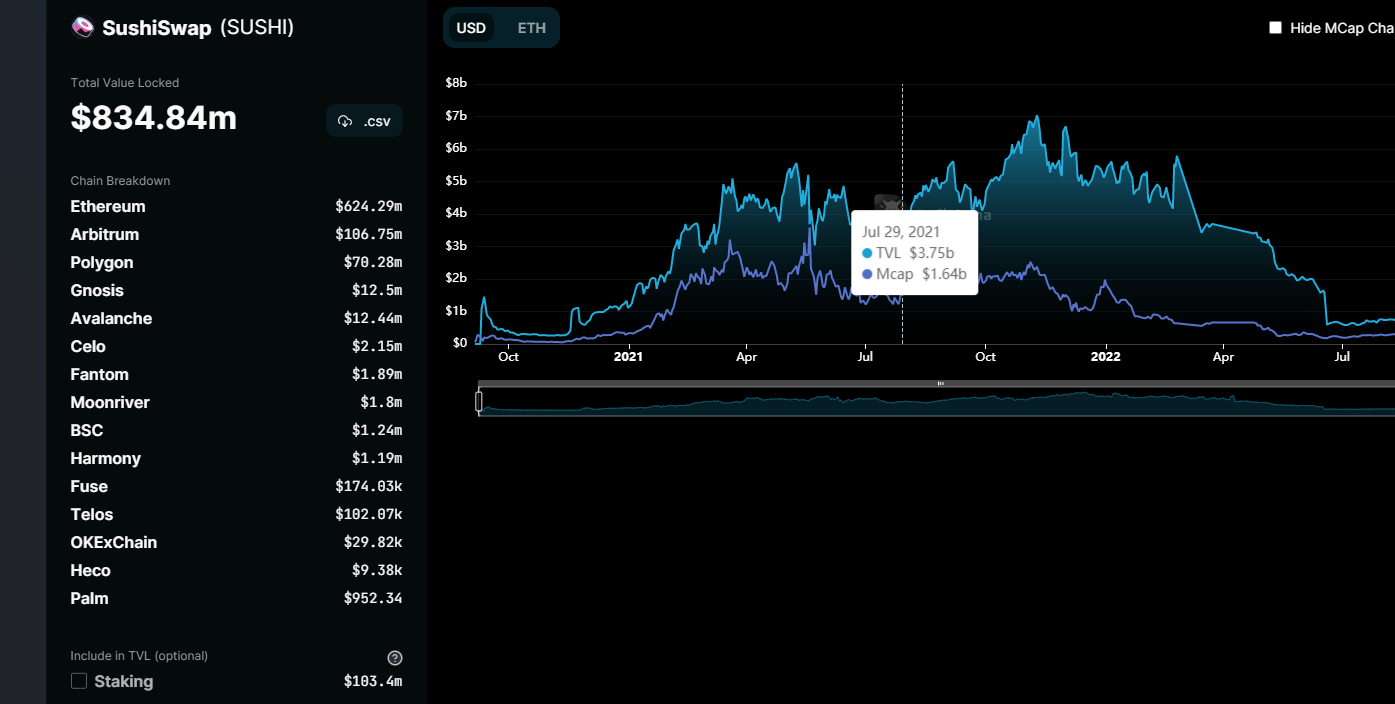 SushiSwap (SUSHI)
Total Value Locked
$834.84m
.csv
Chain Breakdown
Ethereum $624.29m
Arbitrum $106.75m
Polygon $70.28m
Gnosis $12.5m
Avalanche $12.44m
Celo $2.15m
Fantom $1.89m
Moonriver $1.8m
BSC $1.24m
Harmony $1.19m
Fuse $174.03k
Telos $102.07k
OKExChain $29.82k
Heco $9.38k
Palm $952.34
Include in TVL (optional)
Staking $103.4m
USD ETH
Hide MCap Cha
$8b
$7b
$6b
$5b
$4b
$3b
$2b
$1b
$0
Jul 29, 2021
TVL $3.75b
Mcap $1.64b
Oct 2021 Apr Jul Oct 2022 Apr Jul